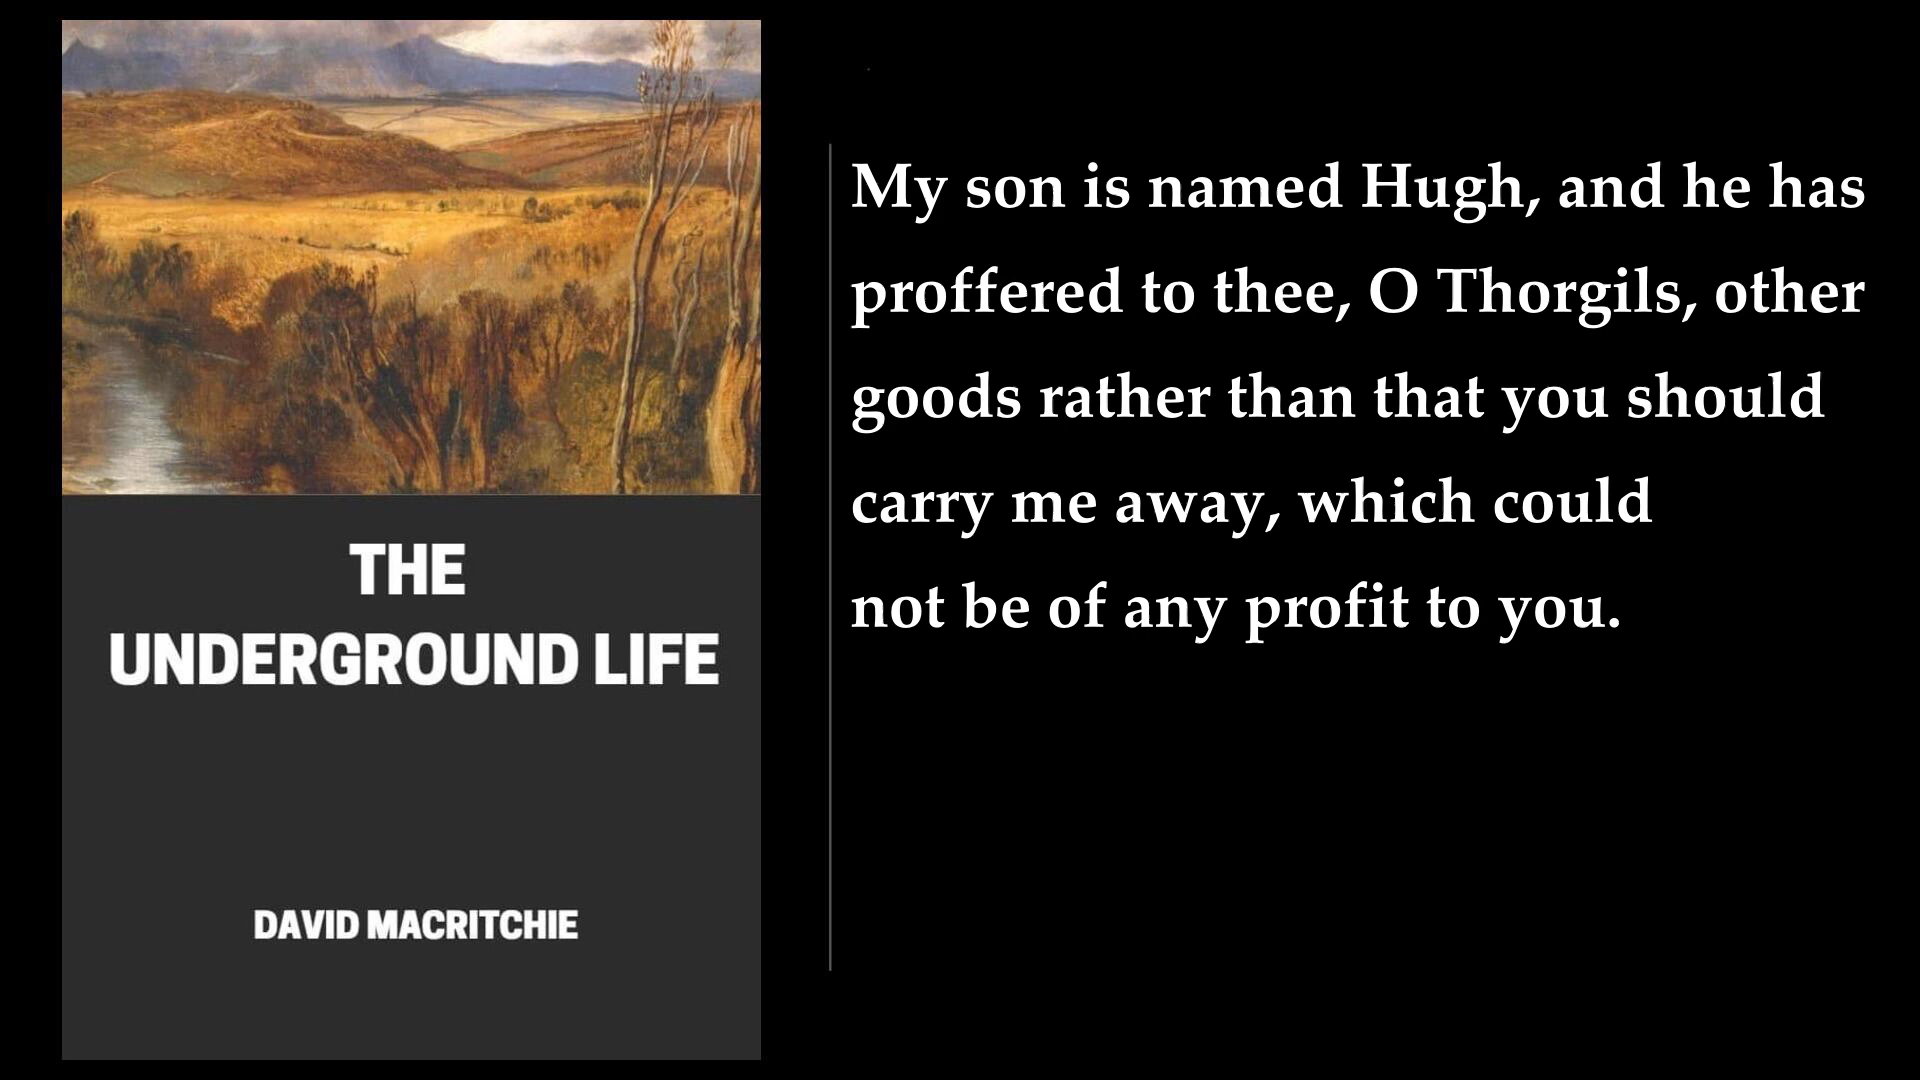 THE
UNDERGROUND LIFE
DAVID MACRITCHIE
My son is named Hugh, and he has
proffered to thee, O Thorgils, other
goods rather than that you should
carry me away, which could
not be of any profit to you.